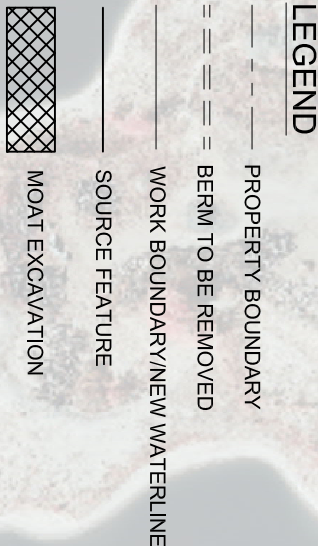 LEGEND
PROPERTY BOUNDARY
BERM TO BE REMOVED
WORK BOUNDARY/NEW WATERLINE
SOURCE FEATURE
MOAT EXCAVATION